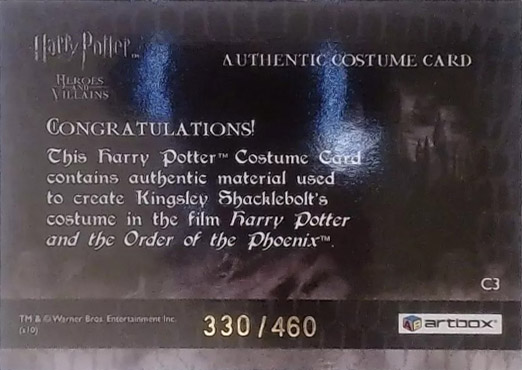 Harry Potter™
AUTHENTIC COSTUME CARD
HEROES
AND
VILLAINS
CONGRATULATIONS!
This Harry Potter™ Costume Card
contains authentic material used
to create Kingsley Shacklebolt's
costume in the film Harry Potter
and the Order of the Phoenix™.
C3
TM & © Warner Bros. Entertainment Inc.
(s10)
330/460
artbox®